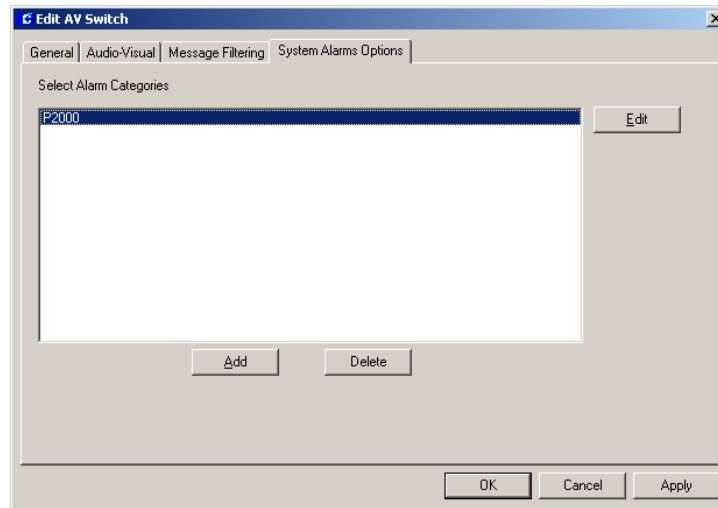 Edit AV Switch
General Audio-Visual Message Filtering System Alarms Options
Select Alarm Categories
P2000
Edit
Add Delete
OK Cancel Apply